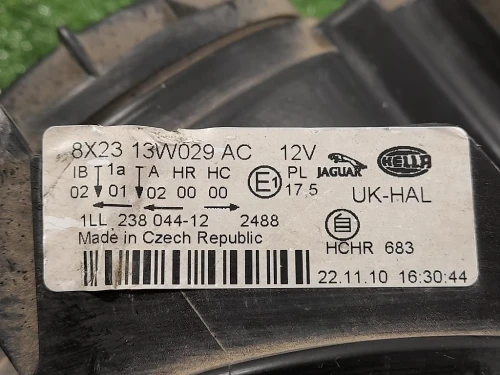 8X23 13W029 AC 12V JAGUAR HELLA
IB 1a A HR HC E1 PL
02 01 02 00 00 17.5 UK-HAL
1LL 238 044-12 2488 自
Made in Czech Republic HCHR 683
22.11.10 16:30:44